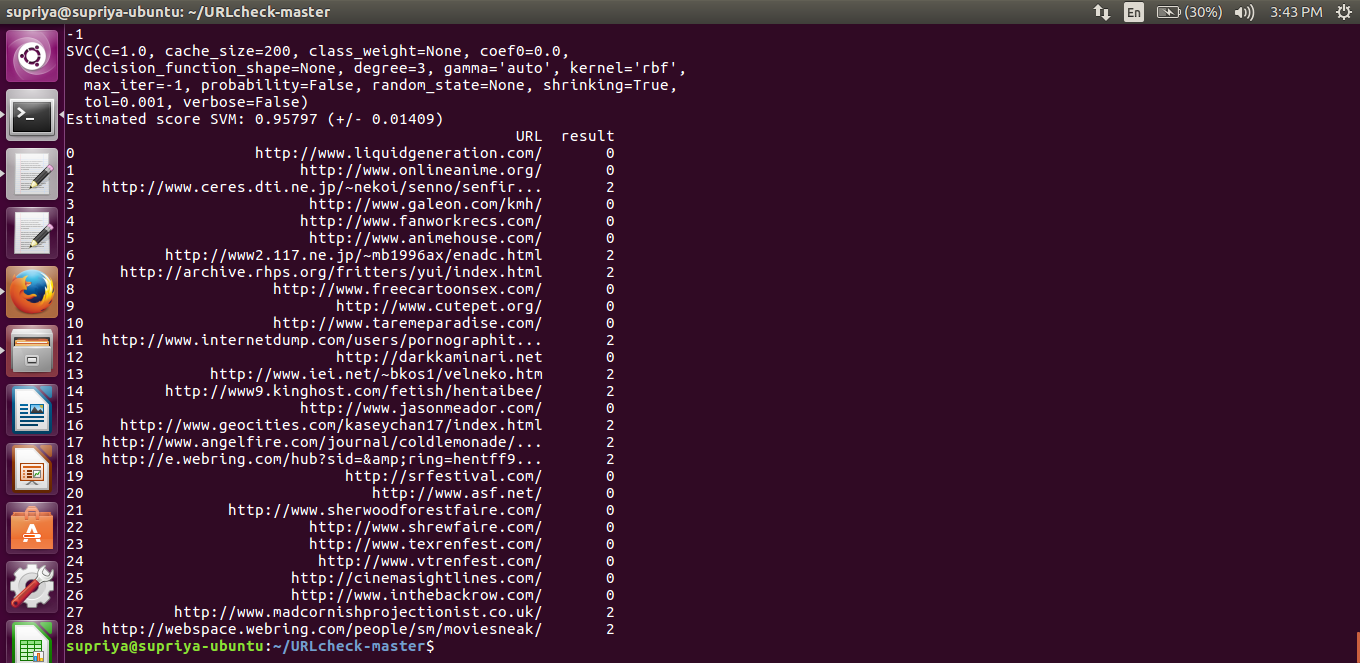 supriya@supriya-ubuntu: ~/URLcheck-master
En (30%) 3:43 PM
-1
SVC(C=1.0, cache_size=200, class_weight=None, coef0=0.0,
  decision_function_shape=None, degree=3, gamma='auto', kernel='rbf',
  max_iter=-1, probability=False, random_state=None, shrinking=True,
  tol=0.001, verbose=False)
Estimated score SVM: 0.95797 (+/- 0.01409)
URL result
0 http://www.liquidgeneration.com/ 0
1 http://www.onlineanime.org/ 0
2 http://www.ceres.dti.ne.jp/~nekoi/senno/senfir... 2
3 http://www.galeon.com/kmh/ 0
4 http://www.fanworkrecs.com/ 0
5 http://www.animehouse.com/ 0
6 http://www2.117.ne.jp/~mb1996ax/enadc.html 2
7 http://archive.rhps.org/fritters/yui/index.html 2
8 http://www.freecartoonsex.com/ 0
9 http://www.cutepet.org/ 0
10 http://www.taremeparadise.com/ 0
11 http://www.internetdump.com/users/pornographit... 2
12 http://darkkaminari.net 0
13 http://www.iei.net/~bkos1/velneko.htm 2
14 http://www9.kinghost.com/fetish/hentaibee/ 2
15 http://www.jasonmeador.com/ 0
16 http://www.geocities.com/kaseychan17/index.html 2
17 http://www.angelfire.com/journal/coldlemonade/... 2
18 http://e.webring.com/hub?sid=&amp;ring=hentff9... 2
19 http://srfestival.com/ 0
20 http://www.asf.net/ 0
21 http://www.sherwoodforestfaire.com/ 0
22 http://www.shrewfaire.com/ 0
23 http://www.texrenfest.com/ 0
24 http://www.vtrenfest.com/ 0
25 http://cinemasightlines.com/ 0
26 http://www.inthebackrow.com/ 0
27 http://www.madcornishprojectionist.co.uk/ 2
28 http://webspace.webring.com/people/sm/moviesneak/ 2
supriya@supriya-ubuntu:~/URLcheck-master$